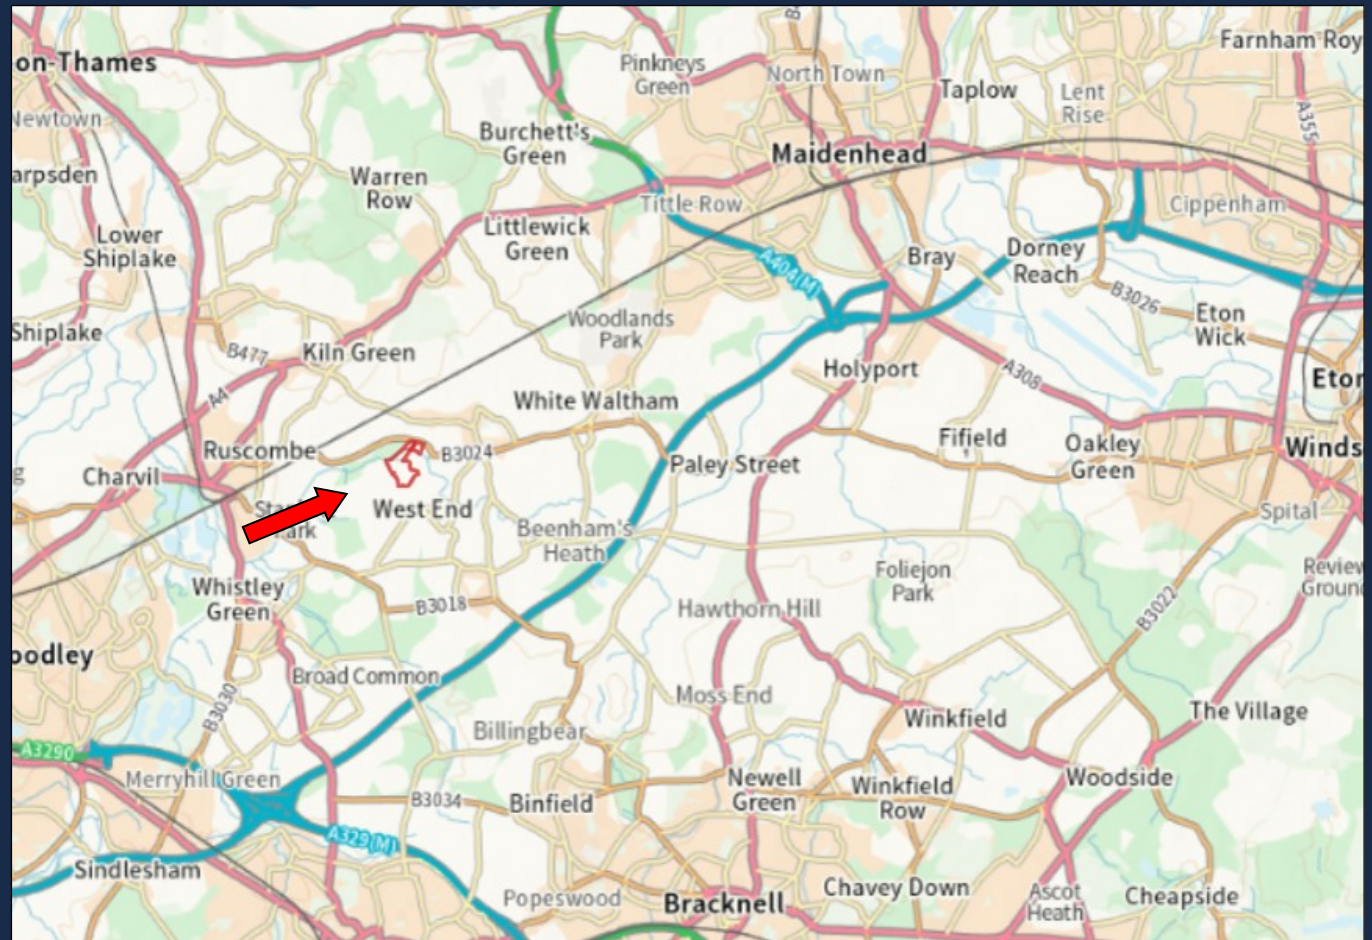 on-Thames
Pinkneys
Green
North Town
Farnham Roy
Taplow
Lent
Rise
Newtown
A355
Burchett's
Green
Maidenhead
arpsden
Warren
Row
Tittle Row
Cippenham
Littlewick
Green
Lower
Shiplake
A404(M)
Bray
Dorney
Reach
B3026
Eton
Wick
Shiplake
Woodlands
Park
B477
Kiln Green
Holyport
A308
Eton
A4
White Waltham
Ruscombe
B3024
Fifield
Oakley
Green
Winds
Charvil
Paley Street
West End
Park
Spital
Beenham's
Heath
Whistley
Green
B3018
Foliejon
Park
Review
Ground
Hawthorn Hill
B3022
oodley
Broad Common
B3030
Moss End
Winkfield
The Village
Billingbear
A3290
Merryhill Green
B3034
Binfield
Newell
Green
Winkfield
Row
Woodside
A329(M)
Sindlesham
Popeswood
Bracknell
Chavey Down
Ascot
Heath
Cheapside